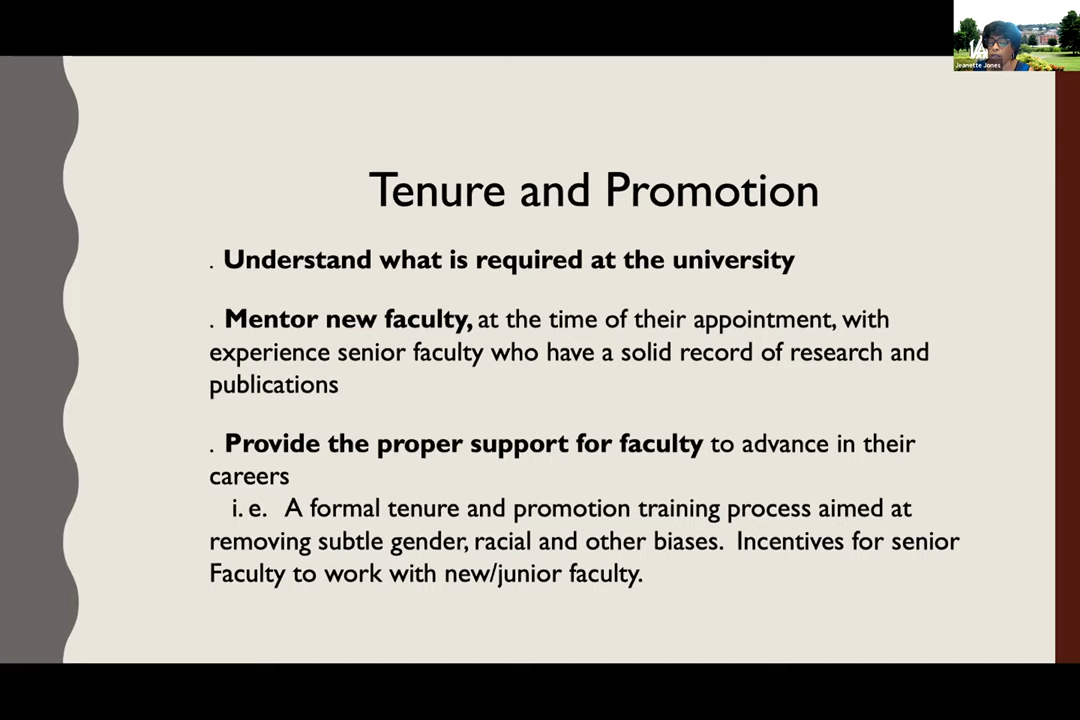 Jeanette Jones
Tenure and Promotion
. Understand what is required at the university
. Mentor new faculty, at the time of their appointment, with
experience senior faculty who have a solid record of research and
publications
. Provide the proper support for faculty to advance in their
careers
i. e. A formal tenure and promotion training process aimed at
removing subtle gender, racial and other biases. Incentives for senior
Faculty to work with new/junior faculty.